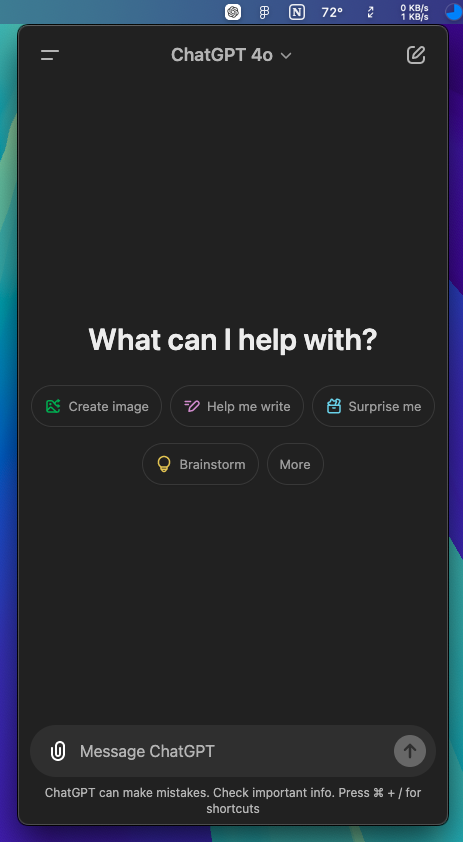 72°
0 KB/s
1 KB/s
ChatGPT 4o
What can I help with?
Create image
Help me write
Surprise me
Brainstorm
More
Message ChatGPT
ChatGPT can make mistakes. Check important info. Press ⌘ + / for
shortcuts